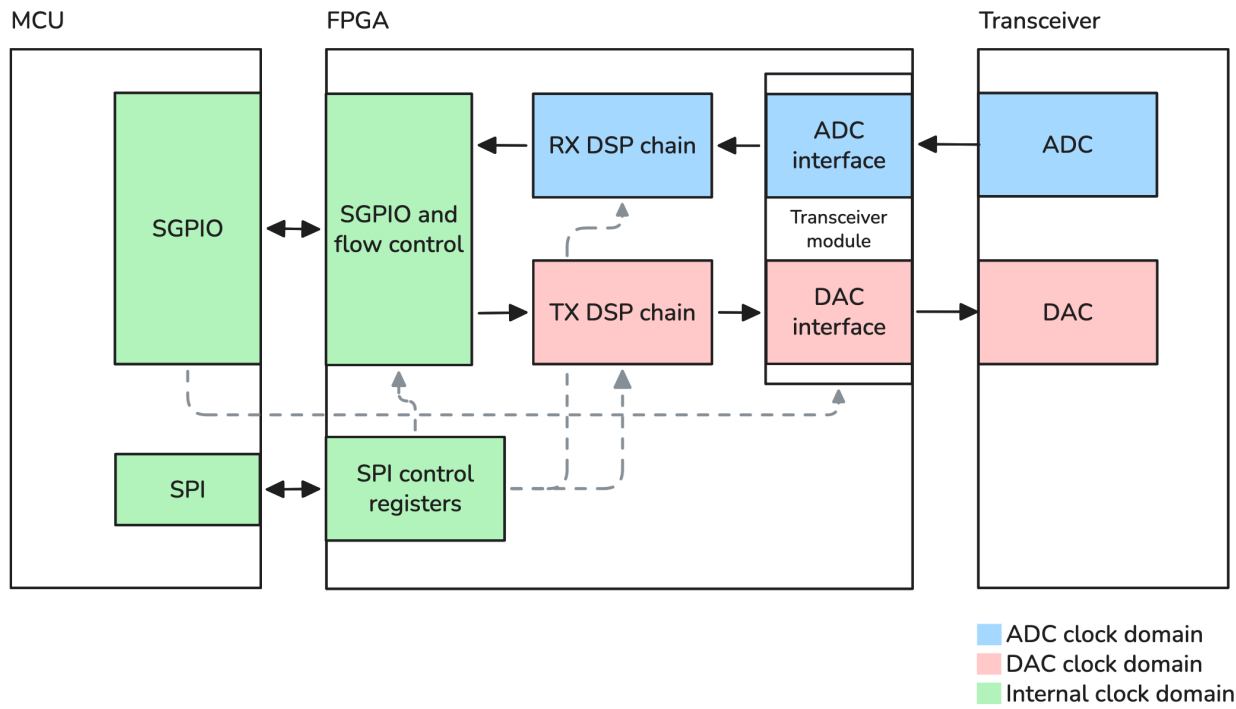 MCU
FPGA
Transceiver
SGPIO
SGPIO and
flow control
RX DSP chain
ADC
interface
ADC
Transceiver
module
TX DSP chain
DAC
interface
DAC
SPI
SPI control
registers
ADC clock domain
DAC clock domain
Internal clock domain